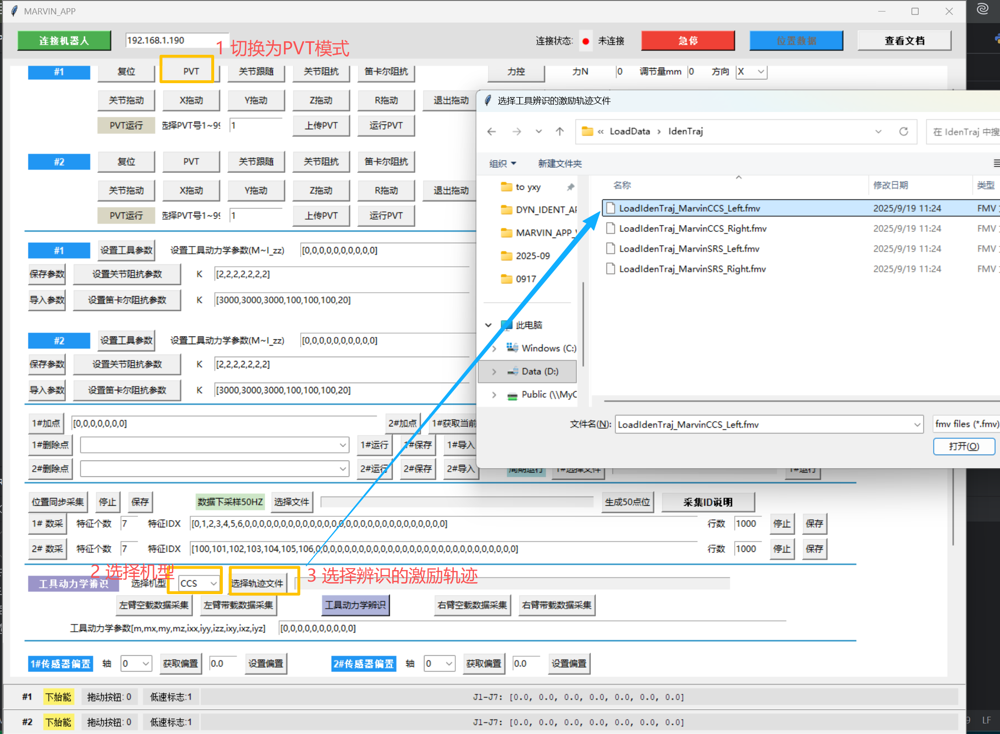 MARVIN_APP
连接机器人 192.168.1.190 连接状态: 未连接 急停 位置数据 查看文档
1 切换为PVT模式
#1 复位 PVT 关节跟随 关节阻抗 笛卡尔阻抗 力控 力N 0 调节量mm 0 方向 X
关节拖动 X拖动 Y拖动 Z拖动 R拖动 退出拖动
PVT运行 选择PVT号1~99 1 上传PVT 运行PVT
#2 复位 PVT 关节跟随 关节阻抗 笛卡尔阻抗
关节拖动 X拖动 Y拖动 Z拖动 R拖动 退出拖动
PVT运行 选择PVT号1~99 1 上传PVT 运行PVT
#1 设置工具参数 设置工具动力学参数(M~I_zz) [0,0,0,0,0,0,0,0,0,0]
保存参数 设置关节阻抗参数 K [2,2,2,2,2,2,2]
导入参数 设置笛卡尔阻抗参数 K [3000,3000,3000,100,100,100,20]
#2 设置工具参数 设置工具动力学参数(M~I_zz) [0,0,0,0,0,0,0,0,0,0]
保存参数 设置关节阻抗参数 K [2,2,2,2,2,2,2]
导入参数 设置笛卡尔阻抗参数 K [3000,3000,3000,100,100,100,20]
1#加点 [0,0,0,0,0,0,0] 2#加点 1#获取当前
1#删除点 1#运行 1#保存 1#导入
2#删除点 2#运行 2#保存 2#导入 周期运行 1#选择文件 1#运行
选择工具辨识的激励轨迹文件
« LoadData › IdenTraj 在 IdenTraj 中搜
组织 新建文件夹
名称 修改日期 类型
to yxy
DYN_IDENT_AF
MARVIN_APP_
2025-09
0917
此电脑
Windows (C:)
Data (D:)
Public (\\MyC
LoadIdenTraj_MarvinCCS_Left.fmv 2025/9/19 11:24 FMV
LoadIdenTraj_MarvinCCS_Right.fmv 2025/9/19 11:24 FMV
LoadIdenTraj_MarvinSRS_Left.fmv 2025/9/19 11:24 FMV
LoadIdenTraj_MarvinSRS_Right.fmv 2025/9/19 11:24 FMV
文件名(N): LoadIdenTraj_MarvinCCS_Left.fmv fmv files (*.fmv)
打开(O)
位置同步采集 停止 保存 数据下采样50HZ 选择文件 生成50点位 采集ID说明
1# 数采 特征个数 7 特征IDX [0,1,2,3,4,5,6,0,0,0,0,0,0,0,0,0,0,0,0,0,0,0,0,0,0,0,0,0,0,0,0,0,0,0,0] 行数 1000 停止 保存
2# 数采 特征个数 7 特征IDX [100,101,102,103,104,105,106,0,0,0,0,0,0,0,0,0,0,0,0,0,0,0,0,0,0,0,0,0,0,0,0,0,0,0,0] 行数 1000 停止 保存
2 选择机型
3 选择辨识的激励轨迹
工具动力学辨识 选择机型 CCS 选择轨迹文件
左臂空载数据采集 左臂带载数据采集 工具动力学辨识 右臂空载数据采集 右臂带载数据采集
工具动力学参数[m,mx,my,mz,ixx,iyy,izz,ixy,ixz,iyz] [0,0,0,0,0,0,0,0,0,0]
1#传感器偏置 轴 0 获取偏置 0.0 设置偏置 2#传感器偏置 轴 0 获取偏置 0.0 设置偏置
#1 下始能 拖动按钮: 0 低速标志:1 J1-J7: [0.0, 0.0, 0.0, 0.0, 0.0, 0.0, 0.0]
#2 下始能 拖动按钮: 0 低速标志:1 J1-J7: [0.0, 0.0, 0.0, 0.0, 0.0, 0.0, 0.0]
LF